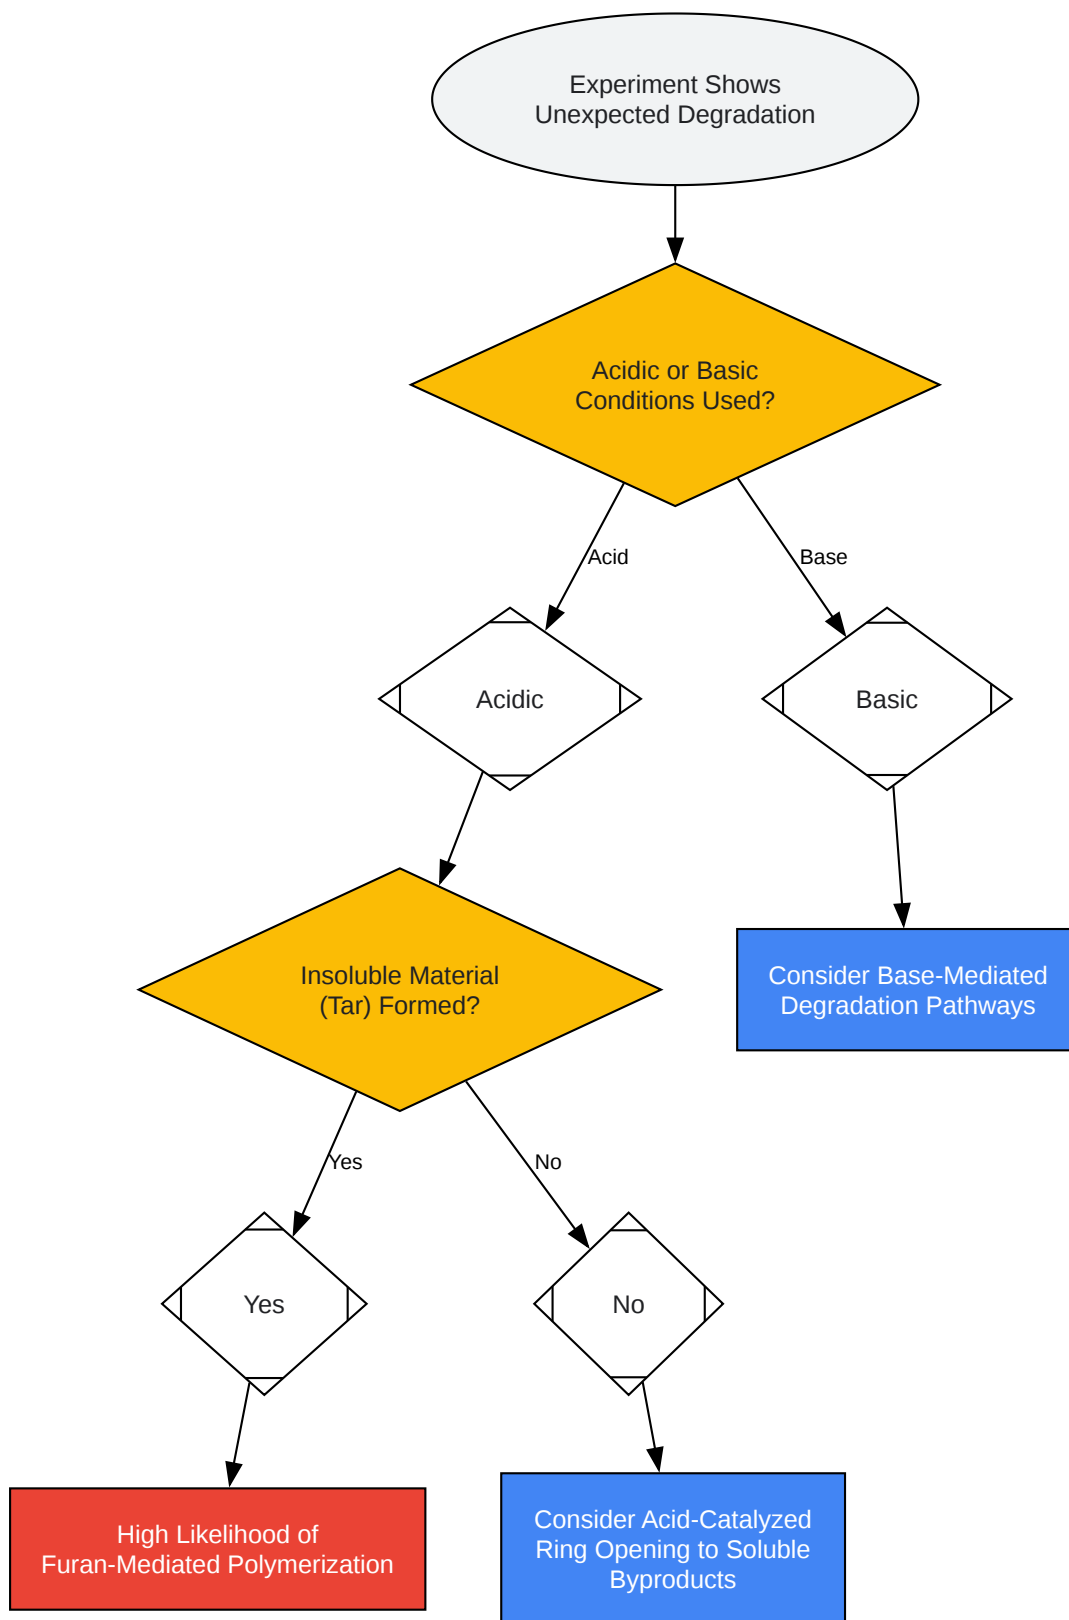 Experiment Shows
Unexpected Degradation
Acidic or Basic
Conditions Used?
Acid
Base
Acidic
Basic
Insoluble Material
(Tar) Formed?
Consider Base-Mediated
Degradation Pathways
Yes
No
Yes
No
High Likelihood of
Furan-Mediated Polymerization
Consider Acid-Catalyzed
Ring Opening to Soluble
Byproducts